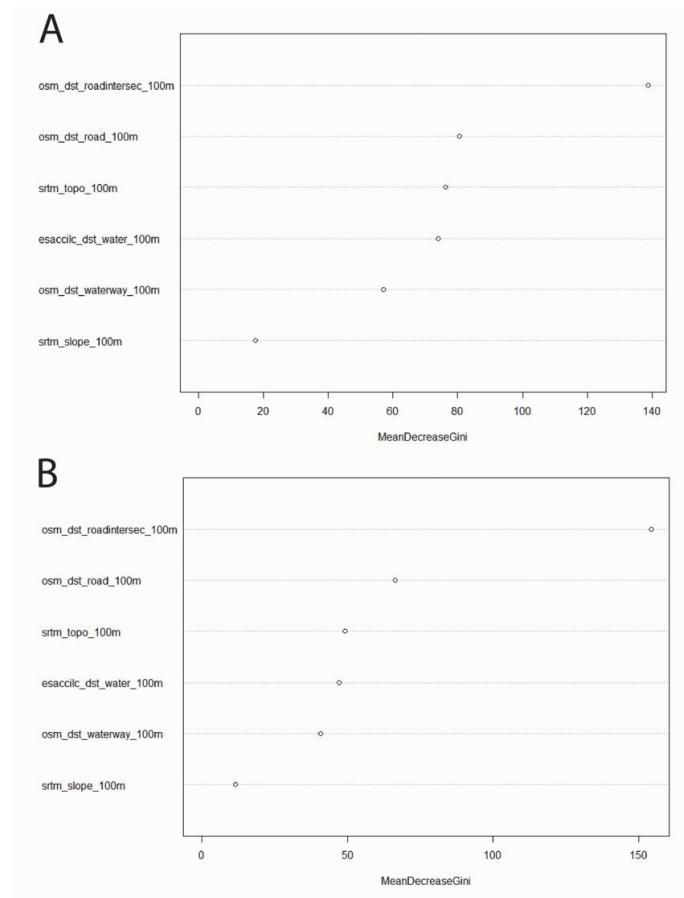 A
osm_dst_roadintersec_100m
osm_dst_road_100m
srtm_topo_100m
esaccilc_dst_water_100m
osm_dst_waterway_100m
srtm_slope_100m
0 20 40 60 80 100 120 140
MeanDecreaseGini
B
osm_dst_roadintersec_100m
osm_dst_road_100m
srtm_topo_100m
esaccilc_dst_water_100m
osm_dst_waterway_100m
srtm_slope_100m
0 50 100 150
MeanDecreaseGini